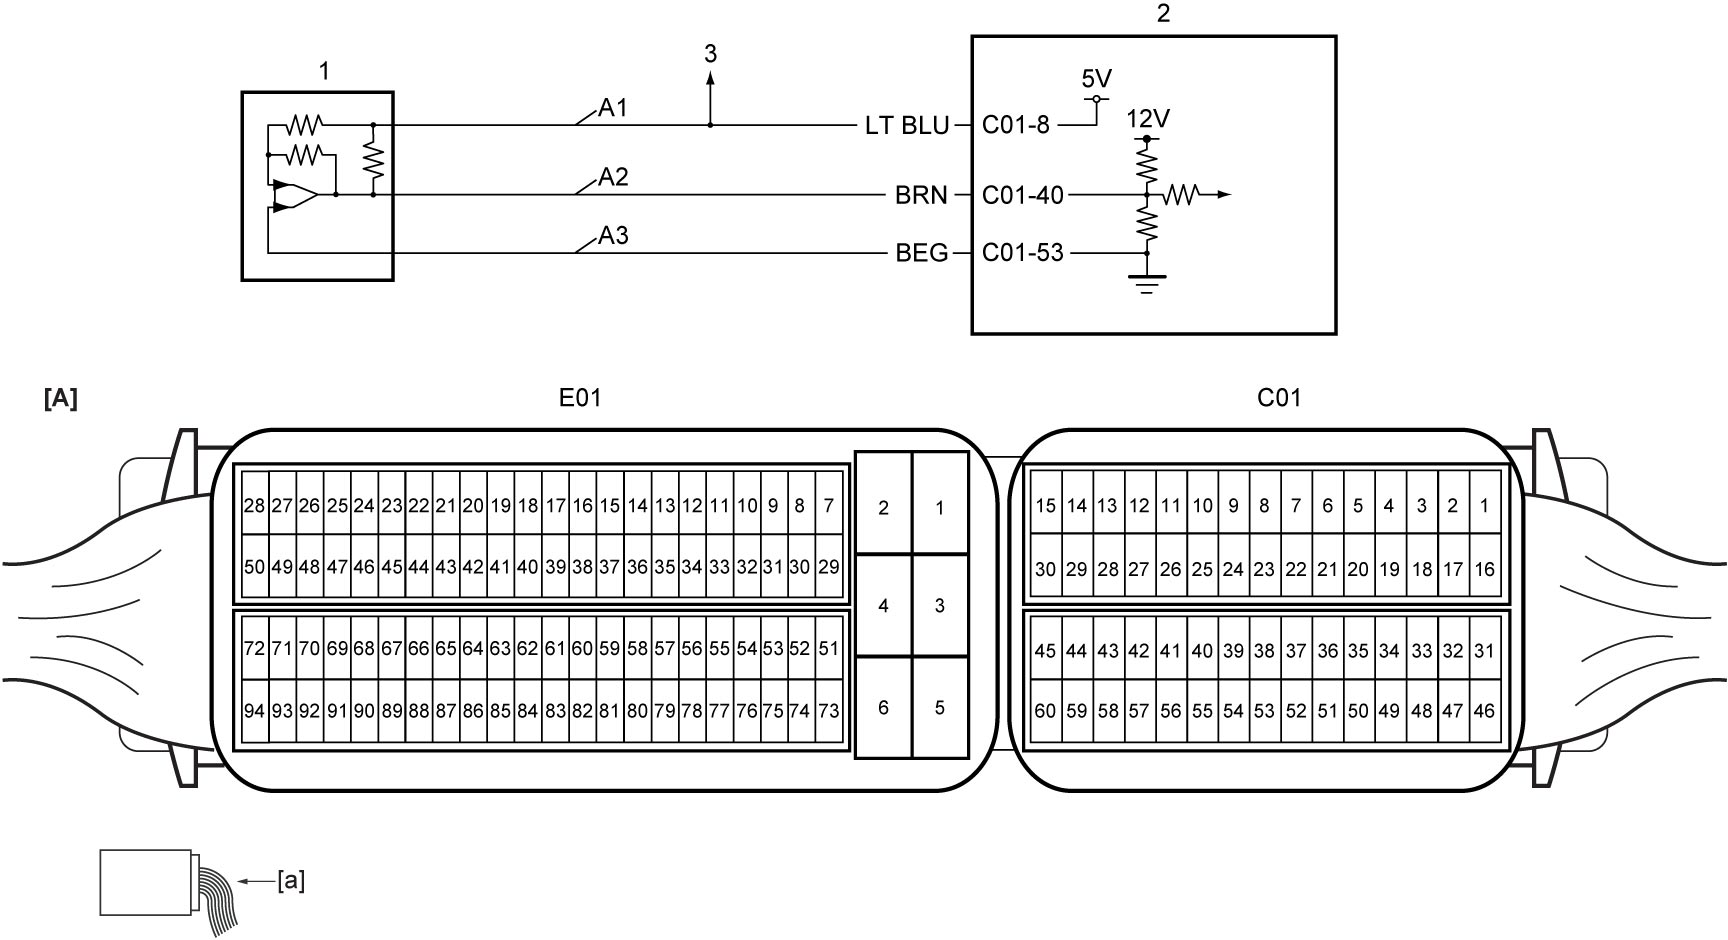 2
1
3
5V
A1
LT BLU
C01-8
12V
A2
BRN
C01-40
A3
BEG
C01-53
[A]
E01
C01
28 27 26 25 24 23 22 21 20 19 18 17 16 15 14 13 12 11 10 9 8 7
2 1
15 14 13 12 11 10 9 8 7 6 5 4 3 2 1
50 49 48 47 46 45 44 43 42 41 40 39 38 37 36 35 34 33 32 31 30 29
30 29 28 27 26 25 24 23 22 21 20 19 18 17 16
4 3
72 71 70 69 68 67 66 65 64 63 62 61 60 59 58 57 56 55 54 53 52 51
45 44 43 42 41 40 39 38 37 36 35 34 33 32 31
94 93 92 91 90 89 88 87 86 85 84 83 82 81 80 79 78 77 76 75 74 73
6 5
60 59 58 57 56 55 54 53 52 51 50 49 48 47 46
[a]